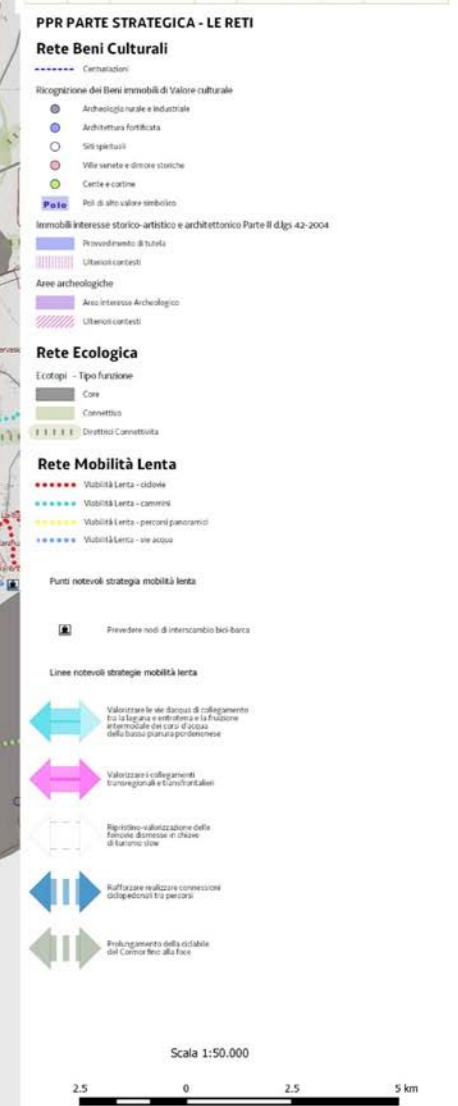 PPR PARTE STRATEGICA - LE RETI
Rete Beni Culturali
Centuriazioni
Ricognizione dei Beni immobili di Valore culturale
Archeologia rurale e industriale
Architettura fortificata
Siti spirituali
Ville venete e dimore storiche
Cente e cortine
Polo Poli di alto valore simbolico
Immobili interesse storico-artistico e architettonico Parte II d.lgs 42-2004
Provvedimento di tutela
Ulteriori contesti
Aree archeologiche
Area interesse Archeologico
Ulteriori contesti
Rete Ecologica
Ecotopi - Tipo funzione
Core
Connettivo
Direttrici Connettivita
Rete Mobilità Lenta
Viabilità Lenta - ciclovie
Viabilità Lenta - cammini
Viabilità Lenta - percorsi panoramici
Viabilità Lenta - vie acqua
Punti notevoli strategia mobilità lenta
Prevedere nodi di interscambio bici-barca
Linee notevoli strategie mobilità lenta
Valorizzare le vie d'acqua di collegamento
tra la laguna e entroterra e la fruizione
intermodale dei corsi d'acqua
della bassa pianura pordenonese
Valorizzare i collegamenti
transregionali e transfrontalieri
Ripristino-valorizzazione delle
ferrovie dismesse in chiave
di turismo slow
Rafforzare realizzare connessioni
ciclopedonali tra percorsi
Prolungamento della ciclabile
del Cormor fino alla foce
Scala 1:50.000
2.5 0 2.5 5 km